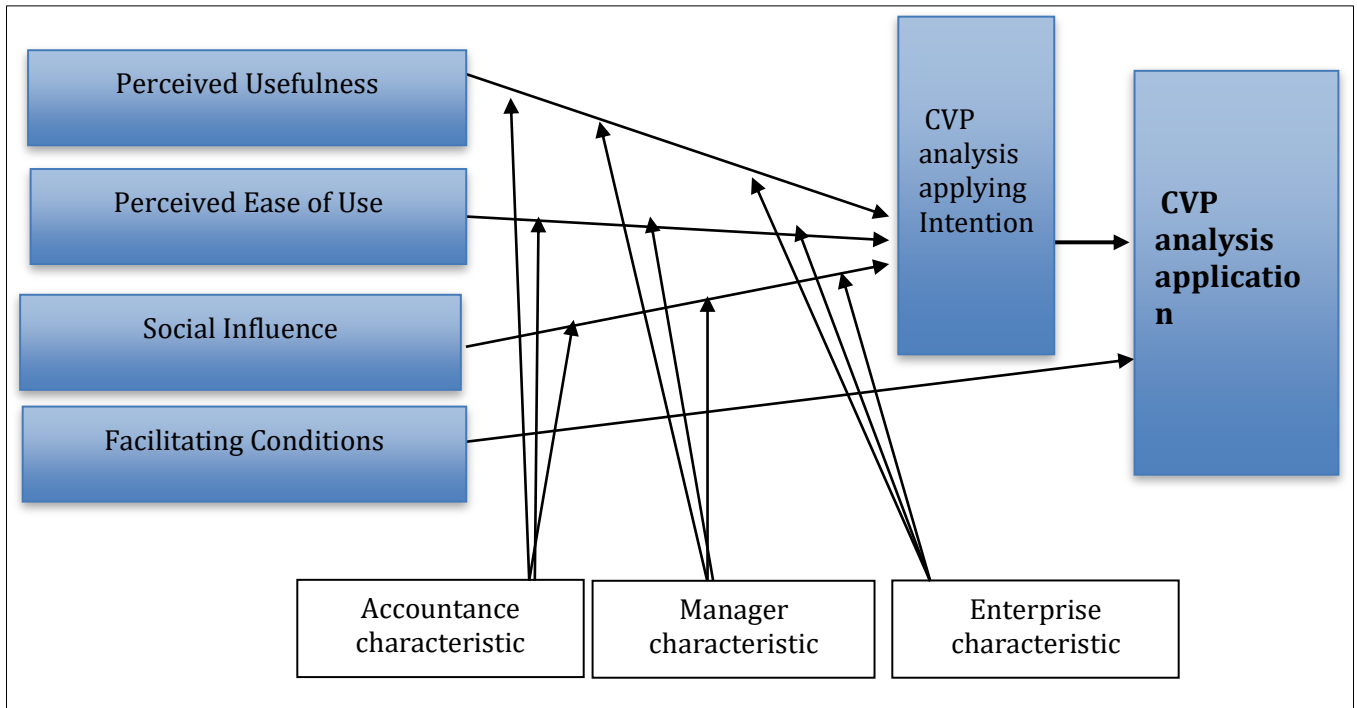 Perceived Usefulness
Perceived Ease of Use
Social Influence
Facilitating Conditions
CVP
analysis
applying
Intention
CVP
analysis
applicatio
n
Accountance
characteristic
Manager
characteristic
Enterprise
characteristic